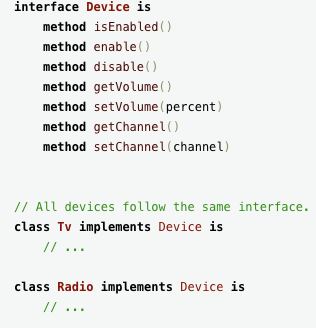 interface Device is
    method isEnabled()
    method enable()
    method disable()
    method getVolume()
    method setVolume(percent)
    method getChannel()
    method setChannel(channel)
// All devices follow the same interface.
class Tv implements Device is
    // ...
class Radio implements Device is
    // ...